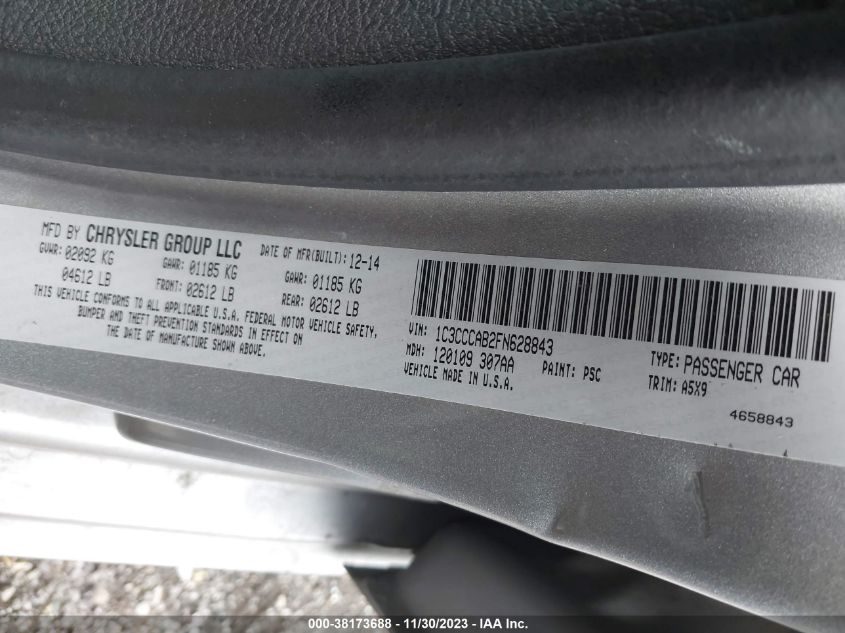 MFD BY CHRYSLER GROUP LLC
DATE OF MFR(BUILT): 12-14
GVWR: 02092 KG
GAWR: 01185 KG
GAWR: 01185 KG
04612 LB
FRONT: 02612 LB
REAR: 02612 LB
THIS VEHICLE CONFORMS TO ALL APPLICABLE U.S.A. FEDERAL MOTOR VEHICLE SAFETY,
BUMPER AND THEFT PREVENTION STANDARDS IN EFFECT ON
THE DATE OF MANUFACTURE SHOWN ABOVE.
VIN: 1C3CCCAB2FN628843
MDH: 120109 307AA
PAINT: PSC
TYPE: PASSENGER CAR
VEHICLE MADE IN U.S.A.
TRIM: A5X9
4658843
4
000-38173688 - 11/30/2023 - IAAI.com